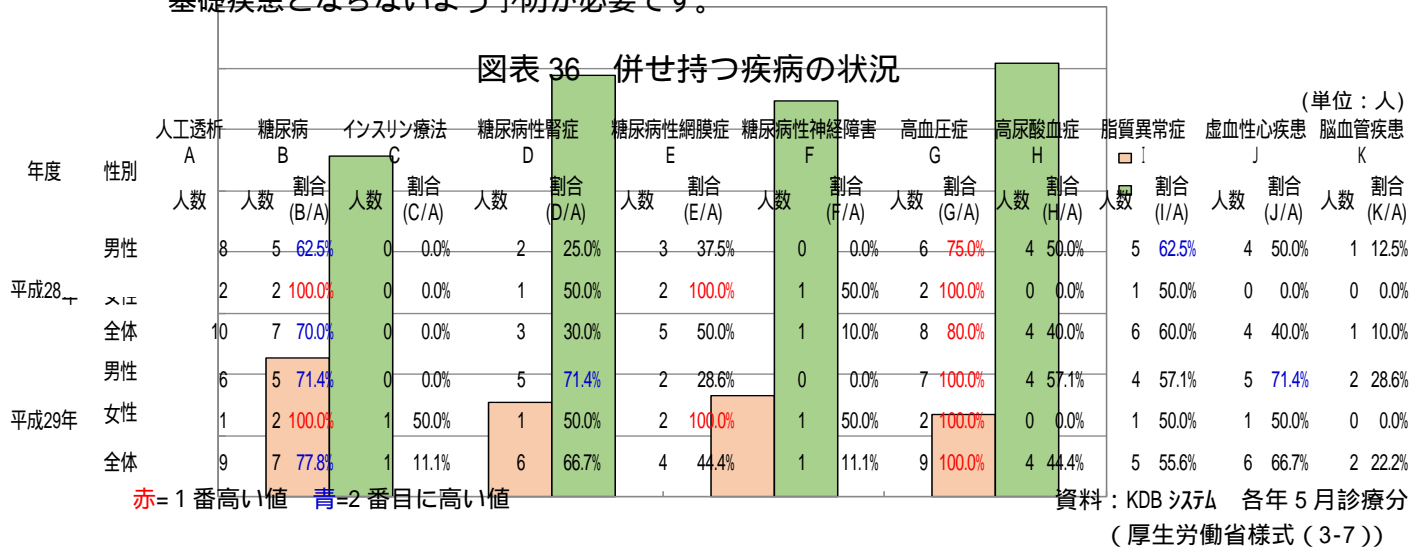 基礎疾患とならないよう予防が必要です。
図表 36 併せ持つ疾病の状況
(単位：人)
年度 性別 人工透析 糖尿病 インスリン療法 糖尿病性腎症 糖尿病性網膜症 糖尿病性神経障害 高血圧症 高尿酸血症 脂質異常症 虚血性心疾患 脳血管疾患
A B C D E F G H I J K
人数 人数 割合 人数 割合 人数 割合 人数 割合 人数 割合 人数 割合 人数 割合 人数 割合 人数 割合 人数 割合
(B/A) (C/A) (D/A) (E/A) (F/A) (G/A) (H/A) (I/A) (J/A) (K/A)
男性 8 5 62.5% 0 0.0% 2 25.0% 3 37.5% 0 0.0% 6 75.0% 4 50.0% 5 62.5% 4 50.0% 1 12.5%
平成28 2 2 100.0% 0 0.0% 1 50.0% 2 100.0% 1 50.0% 2 100.0% 0 0.0% 1 50.0% 0 0.0% 0 0.0%
全体 10 7 70.0% 0 0.0% 3 30.0% 5 50.0% 1 10.0% 8 80.0% 4 40.0% 6 60.0% 4 40.0% 1 10.0%
男性 6 5 71.4% 0 0.0% 5 71.4% 2 28.6% 0 0.0% 7 100.0% 4 57.1% 4 57.1% 5 71.4% 2 28.6%
平成29年 女性 1 2 100.0% 1 50.0% 1 50.0% 2 100.0% 1 50.0% 2 100.0% 0 0.0% 1 50.0% 1 50.0% 0 0.0%
全体 9 7 77.8% 1 11.1% 6 66.7% 4 44.4% 1 11.1% 9 100.0% 4 44.4% 5 55.6% 6 66.7% 2 22.2%
赤= 1 番高い値 青=2 番目に高い値
資料：KDB システム 各年 5 月診療分
(厚生労働省様式 ( 3-7 ))